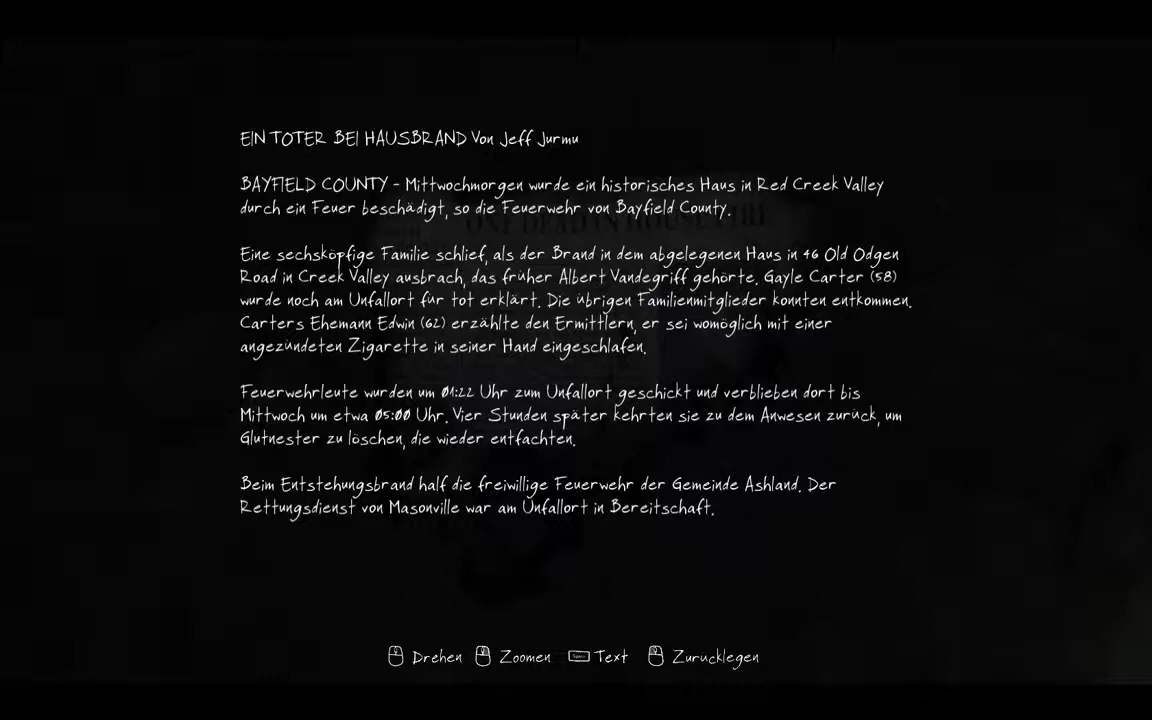 EIN TOTER BEI HAUSBRAND Von Jeff Jurmu
BAYFIELD COUNTY - Mittwochmorgen wurde ein historisches Haus in Red Creek Valley
durch ein Feuer beschädigt, so die Feuerwehr von Bayfield County.
Eine sechsköpfige Familie schlief, als der Brand in dem abgelegenen Haus in 46 Old Odgen
Road in Creek Valley ausbrach, das früher Albert Vandegriff gehörte. Gayle Carter (58)
wurde noch am Unfallort für tot erklärt. Die übrigen Familienmitglieder konnten entkommen.
Carters Ehemann Edwin (62) erzählte den Ermittlern, er sei womöglich mit einer
angezündeten Zigarette in seiner Hand eingeschlafen.
Feuerwehrleute wurden um 01:22 Uhr zum Unfallort geschickt und verblieben dort bis
Mittwoch um etwa 05:00 Uhr. Vier Stunden später kehrten sie zu dem Anwesen zurück, um
Glutnester zu löschen, die wieder entfachten.
Beim Entstehungsbrand half die freiwillige Feuerwehr der Gemeinde Ashland. Der
Rettungsdienst von Masonville war am Unfallort in Bereitschaft.
Drehen Zoomen Text Zurücklegen